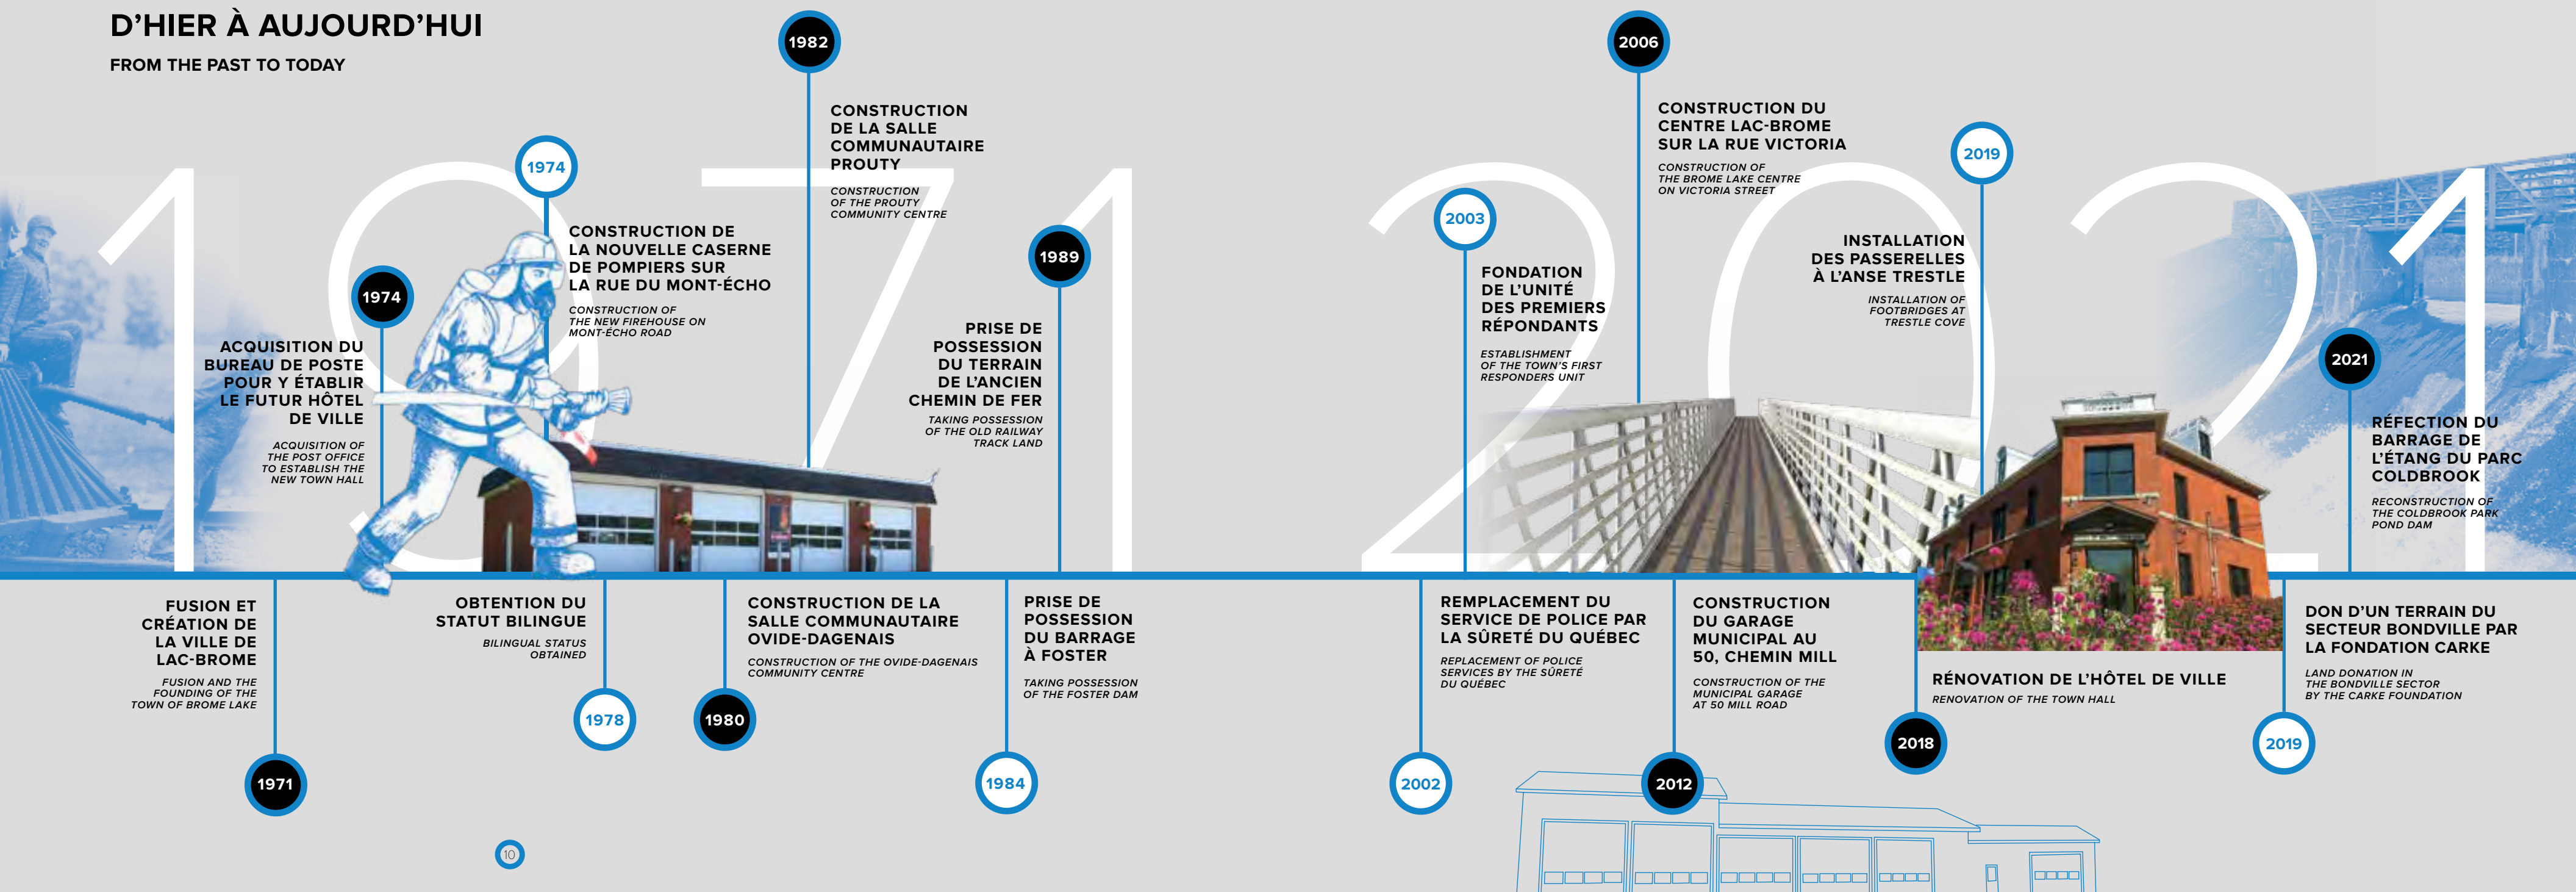 D’HIER À AUJOURD’HUI
FROM THE PAST TO TODAY
1971
2021
1974
ACQUISITION DU
BUREAU DE POSTE
POUR Y ÉTABLIR
LE FUTUR HÔTEL
DE VILLE
ACQUISITION OF
THE POST OFFICE
TO ESTABLISH THE
NEW TOWN HALL
1974
CONSTRUCTION DE
LA NOUVELLE CASERNE
DE POMPIERS SUR
LA RUE DU MONT-ÉCHO
CONSTRUCTION OF
THE NEW FIREHOUSE ON
MONT-ÉCHO ROAD
1982
CONSTRUCTION
DE LA SALLE
COMMUNAUTAIRE
PROUTY
CONSTRUCTION
OF THE PROUTY
COMMUNITY CENTRE
1989
PRISE DE
POSSESSION
DU TERRAIN
DE L’ANCIEN
CHEMIN DE FER
TAKING POSSESSION
OF THE OLD RAILWAY
TRACK LAND
2003
FONDATION
DE L’UNITÉ
DES PREMIERS
RÉPONDANTS
ESTABLISHMENT
OF THE TOWN’S FIRST
RESPONDERS UNIT
2006
CONSTRUCTION DU
CENTRE LAC-BROME
SUR LA RUE VICTORIA
CONSTRUCTION OF
THE BROME LAKE CENTRE
ON VICTORIA STREET
2019
INSTALLATION
DES PASSERELLES
À L’ANSE TRESTLE
INSTALLATION OF
FOOTBRIDGES AT
TRESTLE COVE
2021
RÉFECTION DU
BARRAGE DE
L’ÉTANG DU PARC
COLDBROOK
RECONSTRUCTION OF
THE COLDBROOK PARK
POND DAM
FUSION ET
CRÉATION DE
LA VILLE DE
LAC-BROME
FUSION AND THE
FOUNDING OF THE
TOWN OF BROME LAKE
1971
OBTENTION DU
STATUT BILINGUE
BILINGUAL STATUS
OBTAINED
1978
CONSTRUCTION DE LA
SALLE COMMUNAUTAIRE
OVIDE-DAGENAIS
CONSTRUCTION OF THE OVIDE-DAGENAIS
COMMUNITY CENTRE
1980
PRISE DE
POSSESSION
DU BARRAGE
À FOSTER
TAKING POSSESSION
OF THE FOSTER DAM
1984
REMPLACEMENT DU
SERVICE DE POLICE PAR
LA SÛRETÉ DU QUÉBEC
REPLACEMENT OF POLICE
SERVICES BY THE SÛRETÉ
DU QUÉBEC
2002
CONSTRUCTION
DU GARAGE
MUNICIPAL AU
50, CHEMIN MILL
CONSTRUCTION OF THE
MUNICIPAL GARAGE
AT 50 MILL ROAD
2012
RÉNOVATION DE L’HÔTEL DE VILLE
RENOVATION OF THE TOWN HALL
2018
DON D’UN TERRAIN DU
SECTEUR BONDVILLE PAR
LA FONDATION CARKE
LAND DONATION IN
THE BONDVILLE SECTOR
BY THE CARKE FOUNDATION
2019
10